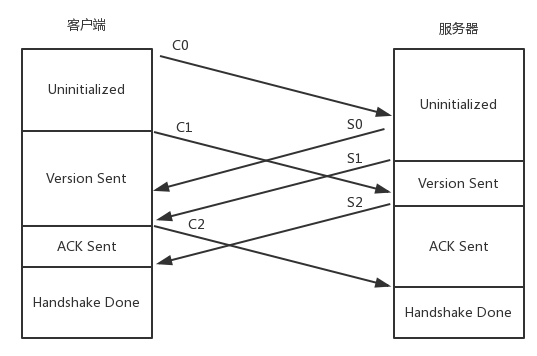 客户端
服务器
C0
Uninitialized
Uninitialized
C1
S0
S1
Version Sent
Version Sent
S2
C2
ACK Sent
ACK Sent
Handshake Done
Handshake Done